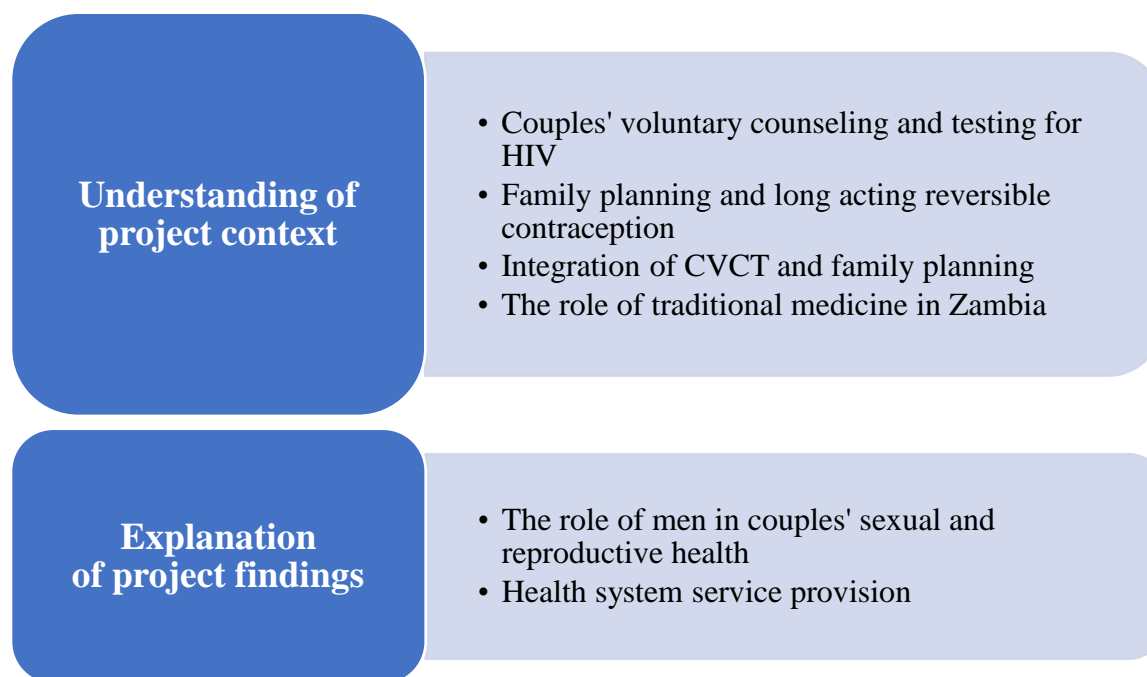 Understanding of
project context
• Couples' voluntary counseling and testing for
HIV
• Family planning and long acting reversible
contraception
• Integration of CVCT and family planning
• The role of traditional medicine in Zambia
Explanation
of project findings
• The role of men in couples' sexual and
reproductive health
• Health system service provision